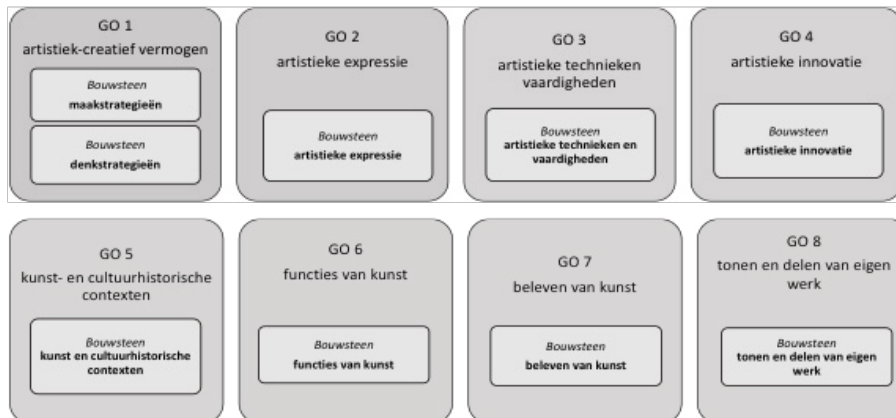 GO 1
artistiek-creatief vermogen
Bouwsteen
maakstrategieën
Bouwsteen
denkstrategieën
GO 2
artistieke expressie
Bouwsteen
artistieke expressie
GO 3
artistieke technieken
vaardigheden
Bouwsteen
artistieke technieken en
vaardigheden
GO 4
artistieke innovatie
Bouwsteen
artistieke innovatie
GO 5
kunst- en cultuurhistorische
contexten
Bouwsteen
kunst en cultuurhistorische
contexten
GO 6
functies van kunst
Bouwsteen
functies van kunst
GO 7
beleven van kunst
Bouwsteen
beleven van kunst
GO 8
tonen en delen van eigen
werk
Bouwsteen
tonen en delen van eigen
werk